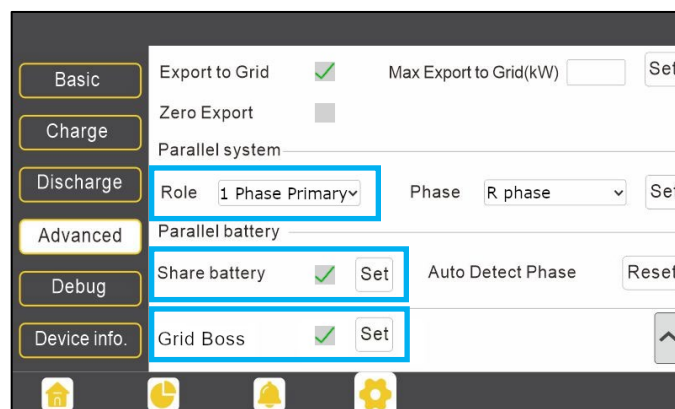 Basic
Charge
Discharge
Advanced
Debug
Device info.
Export to Grid Max Export to Grid(kW) Set
Zero Export
Parallel system
Role 1 Phase Primary Phase R phase Set
Parallel battery
Share battery Set Auto Detect Phase Reset
Grid Boss Set